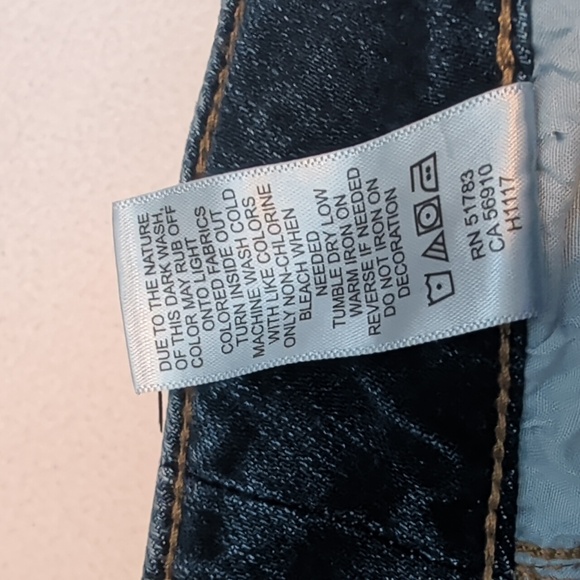 DUE TO THE NATURE
OF THIS DARK WASH,
COLOR MAY RUB OFF
ONTO LIGHT
COLORED FABRICS
TURN INSIDE OUT
MACHINE WASH COLD
WITH LIKE COLORS
ONLY NON-CHLORINE
BLEACH WHEN
NEEDED
TUMBLE DRY LOW
WARM IRON ON
REVERSE IF NEEDED
DO NOT IRON ON
DECORATION
RN 51783
CA 56910
H1117